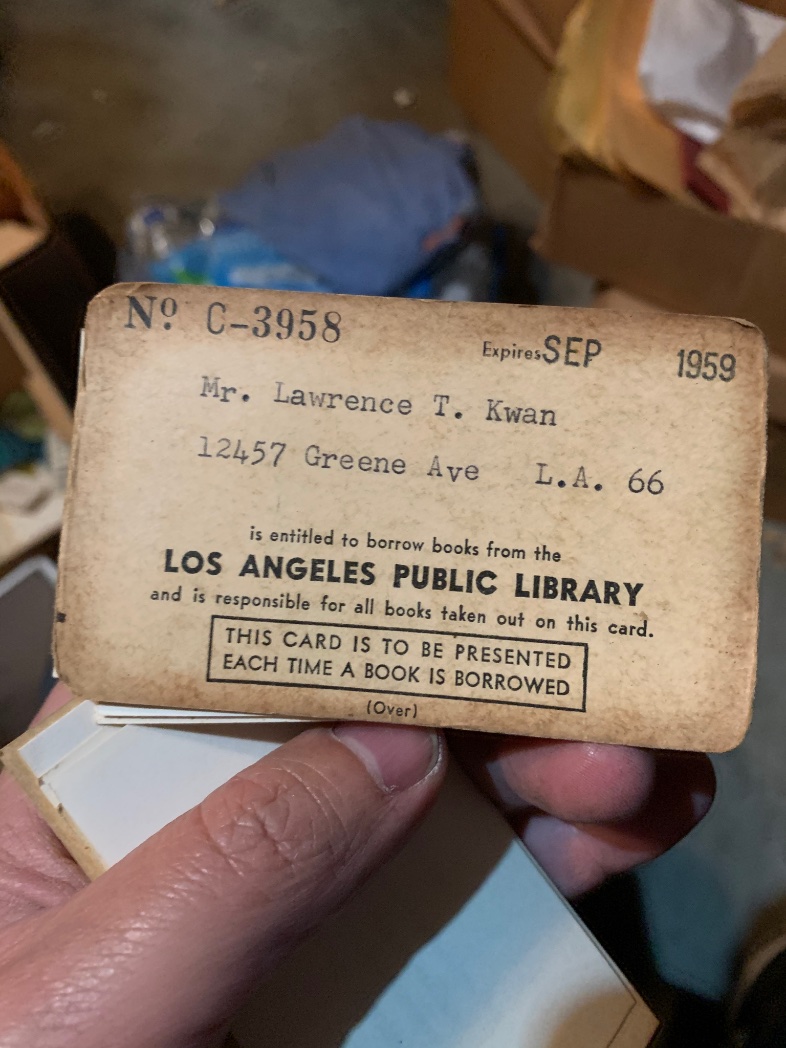 Nº C-3958
Expires SEP 1959
Mr. Lawrence T. Kwan
12457 Greene Ave L.A. 66
is entitled to borrow books from the
LOS ANGELES PUBLIC LIBRARY
and is responsible for all books taken out on this card.
THIS CARD IS TO BE PRESENTED
EACH TIME A BOOK IS BORROWED
(Over)